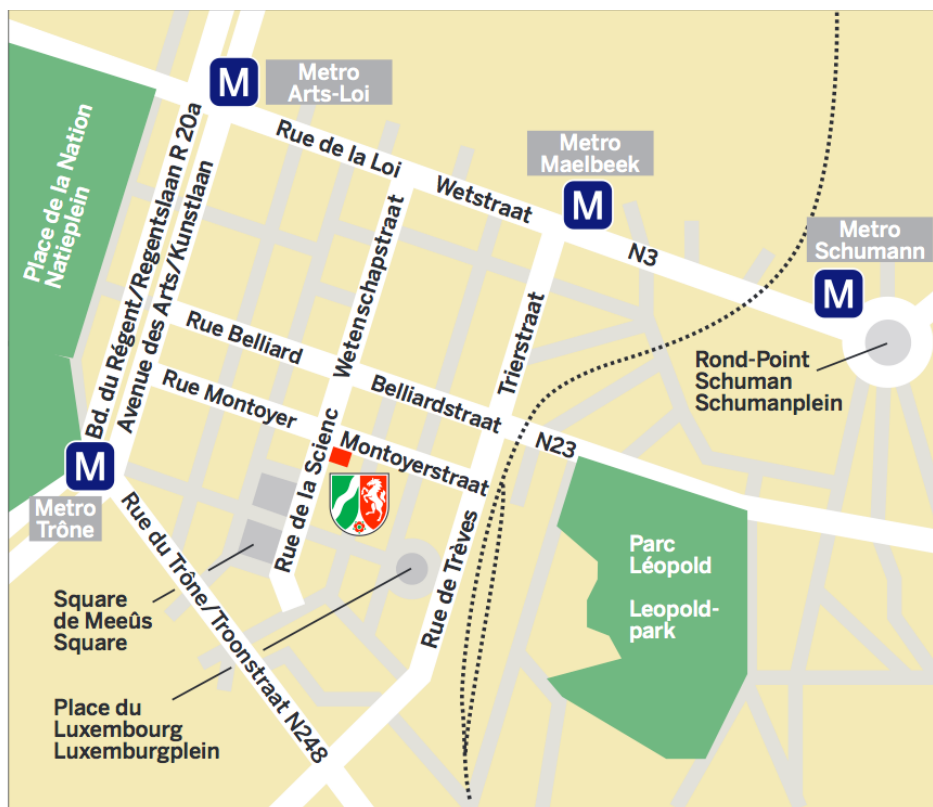 M
Metro
Arts-Loi
Rue de la Loi
Wetstraat
Metro
Maelbeek
M
N3
Metro
Schumann
M
Place de la Nation
Natieplein
Bd. du Régent/Regentslaan R 20a
Avenue des Arts/Kunstlaan
Wetenschapstraat
Rue de la Scienc
Trierstraat
Rue de Trèves
Rue Belliard
Belliardstraat
N23
Rue Montoyer
Montoyerstraat
Rond-Point
Schuman
Schumanplein
M
Metro
Trône
Rue du Trône/Troonstraat N248
Parc
Léopold
Leopold-
park
Square
de Meeûs
Square
Place du
Luxembourg
Luxemburgplein